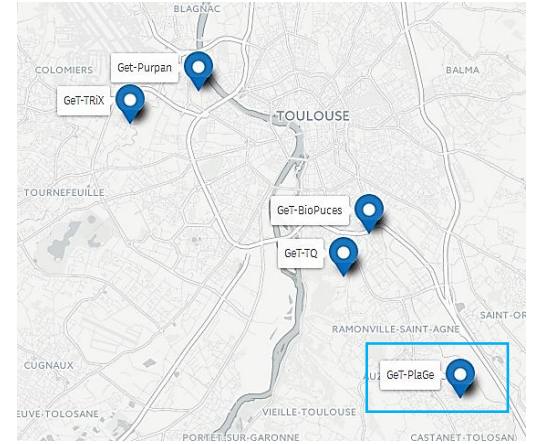 BLAGNAC
COLOMIERS
Get-Purpan
BALMA
GeT-TRiX
TOULOUSE
TOURNEFEUILLE
GeT-BioPuces
GeT-TQ
SAINT-OR
RAMONVILLE-SAINT-AGNE
CUGNAUX
AUZ
GeT-PlaGe
EUVE-TOLOSANE
VIEILLE-TOULOUSE
PORTET-SUR-GARONNE
CASTANET-TOLOSAN